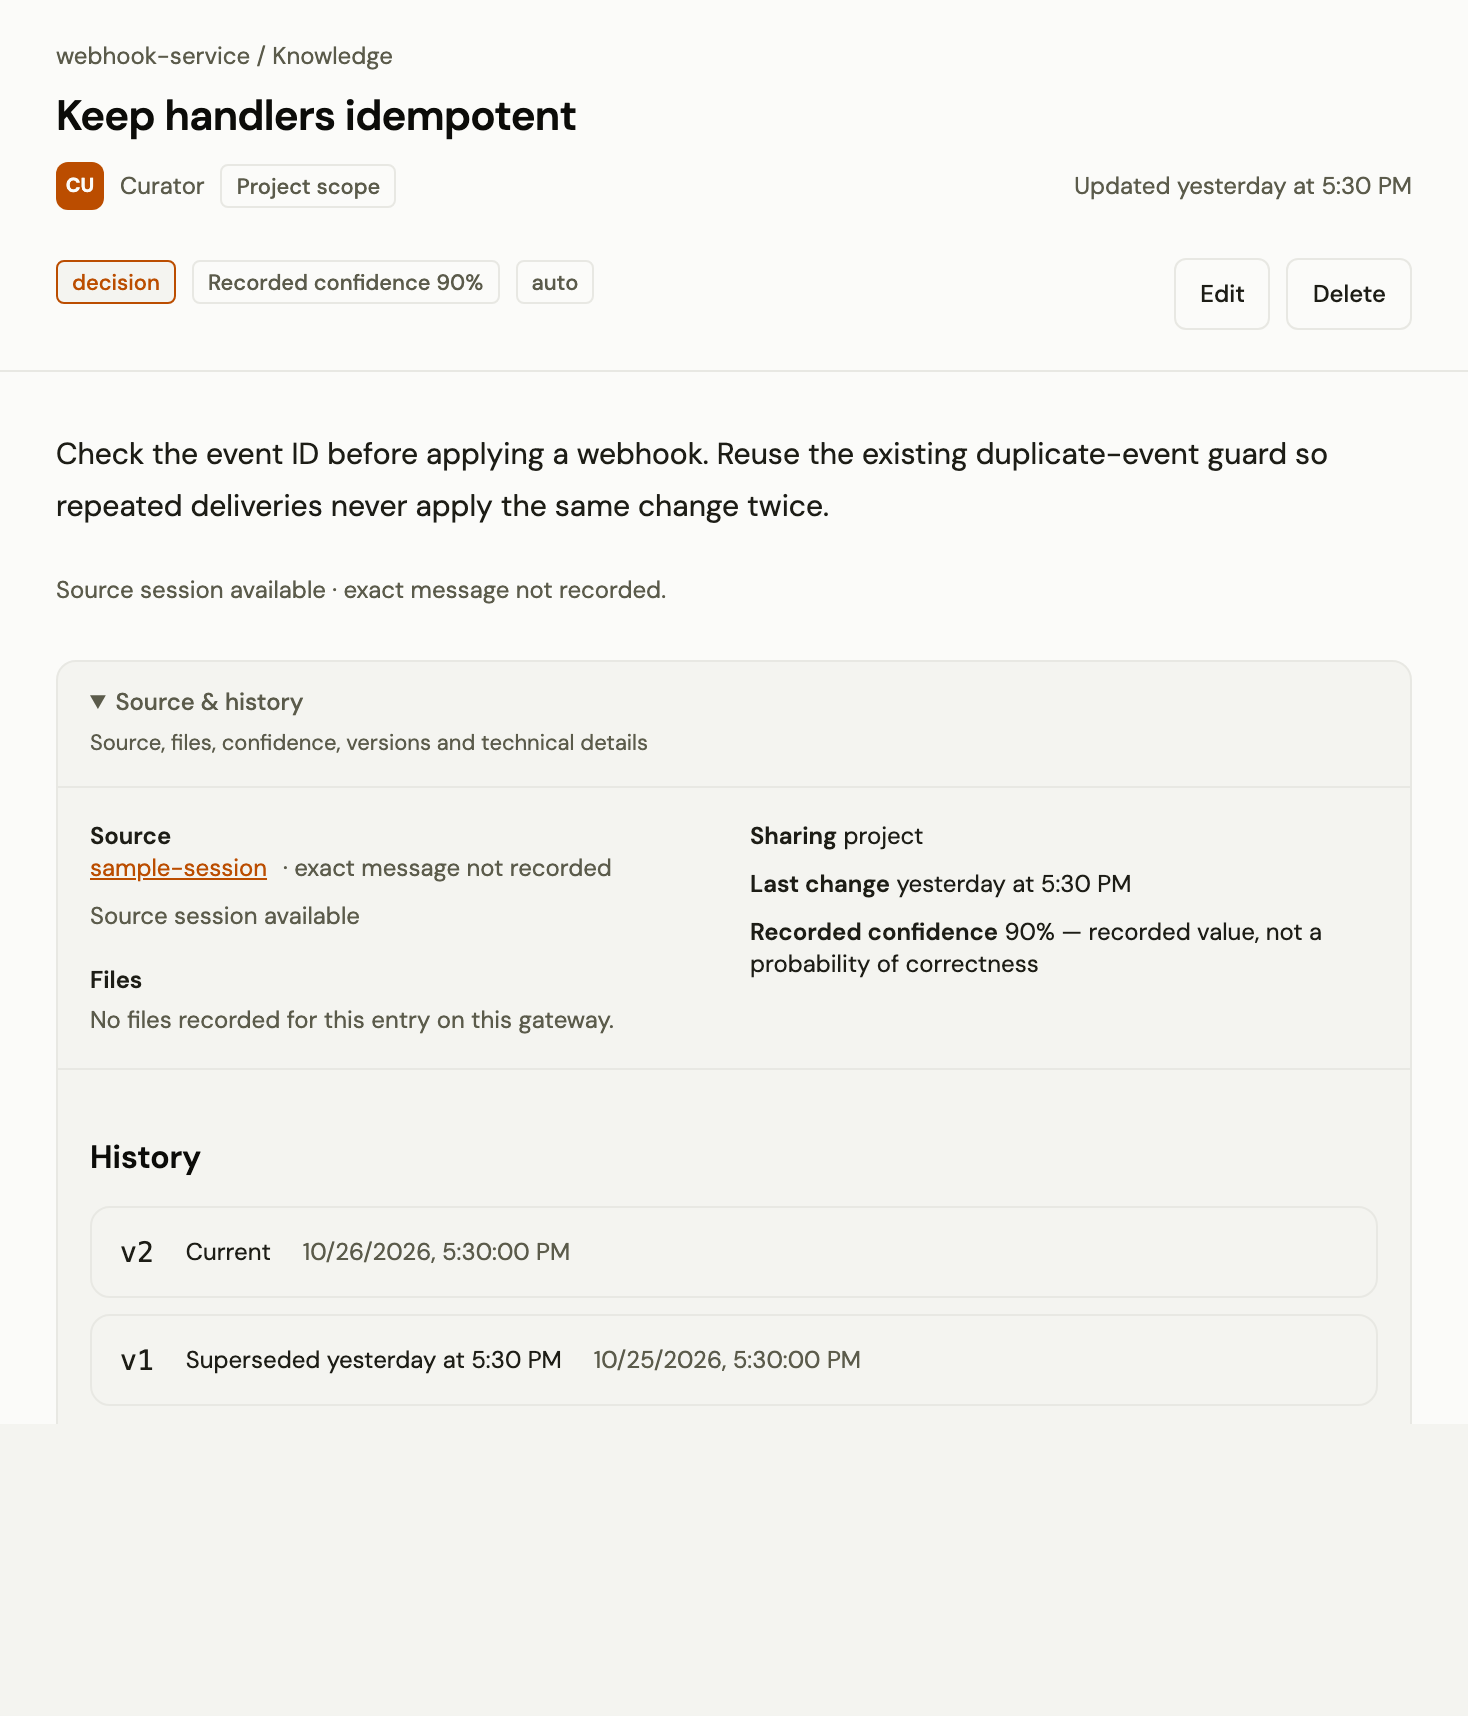 webhook-service / Knowledge
Keep handlers idempotent
CU Curator Project scope Updated yesterday at 5:30 PM
decision Recorded confidence 90% auto Edit Delete
Check the event ID before applying a webhook. Reuse the existing duplicate-event guard so
repeated deliveries never apply the same change twice.
Source session available · exact message not recorded.
▼ Source & history
Source, files, confidence, versions and technical details
Source
sample-session · exact message not recorded
Source session available
Files
No files recorded for this entry on this gateway.
Sharing project
Last change yesterday at 5:30 PM
Recorded confidence 90% — recorded value, not a
probability of correctness
History
v2 Current 10/26/2026, 5:30:00 PM
v1 Superseded yesterday at 5:30 PM 10/25/2026, 5:30:00 PM